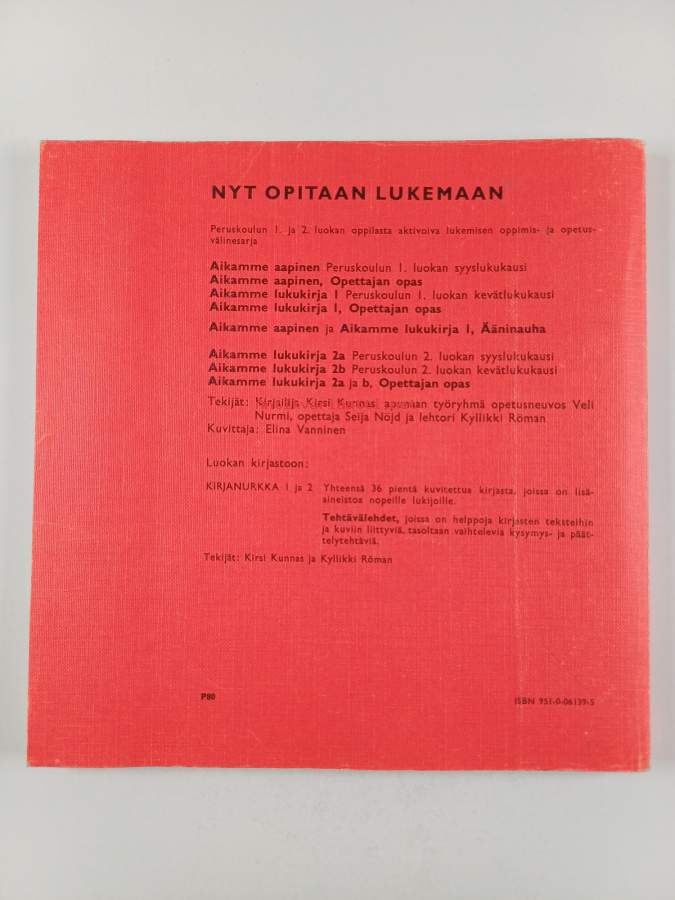 NYT OPITAAN LUKEMAAN
Peruskoulun 1. ja 2. luokan oppilasta aktivoiva lukemisen oppimis- ja opetus-
välinesarja
Aikamme aapinen Peruskoulun 1. luokan syyslukukausi
Aikamme aapinen, Opettajan opas
Aikamme lukukirja 1 Peruskoulun 1. luokan kevätlukukausi
Aikamme lukukirja 1, Opettajan opas
Aikamme aapinen ja Aikamme lukukirja 1, Ääninauha
Aikamme lukukirja 2a Peruskoulun 2. luokan syyslukukausi
Aikamme lukukirja 2b Peruskoulun 2. luokan kevätlukukausi
Aikamme lukukirja 2a ja b, Opettajan opas
Tekijät: Kirjailija Kirsi Kunnas apunaan työryhmä opetusneuvos Veli
Nurmi, opettaja Seija Nöjd ja lehtori Kyllikki Röman
Kuvittaja: Elina Vanninen
Luokan kirjastoon:
KIRJANURKKA 1 ja 2 Yhteensä 36 pientä kuvitettua kirjasta, joissa on lisä-
aineistoa nopeille lukijoille.
Tehtävälehdet, joissa on helppoja kirjasten teksteihin
ja kuviin liittyviä, tasoltaan vaihtelevia kysymys- ja päät-
telytehtäviä.
Tekijät: Kirsi Kunnas ja Kyllikki Röman
P80 ISBN 951-0-06139-5